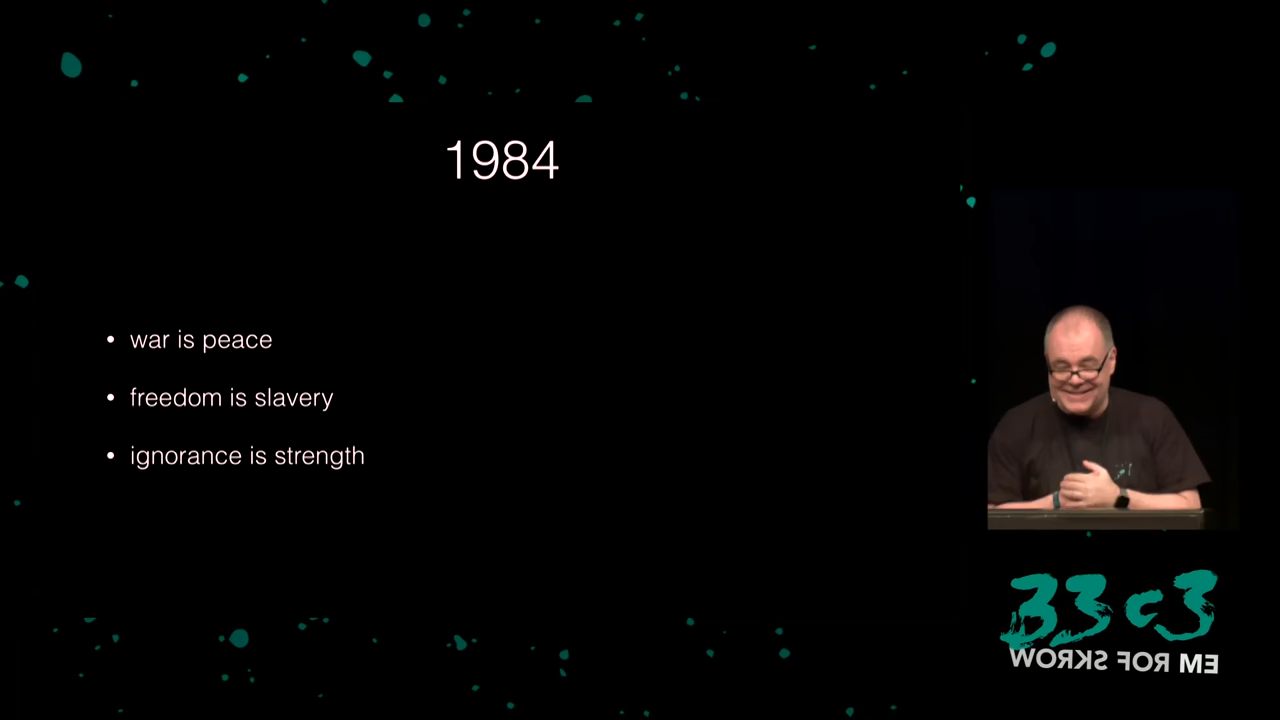 1984
• war is peace
• freedom is slavery
• ignorance is strength
33c3
WORKS FOR ME